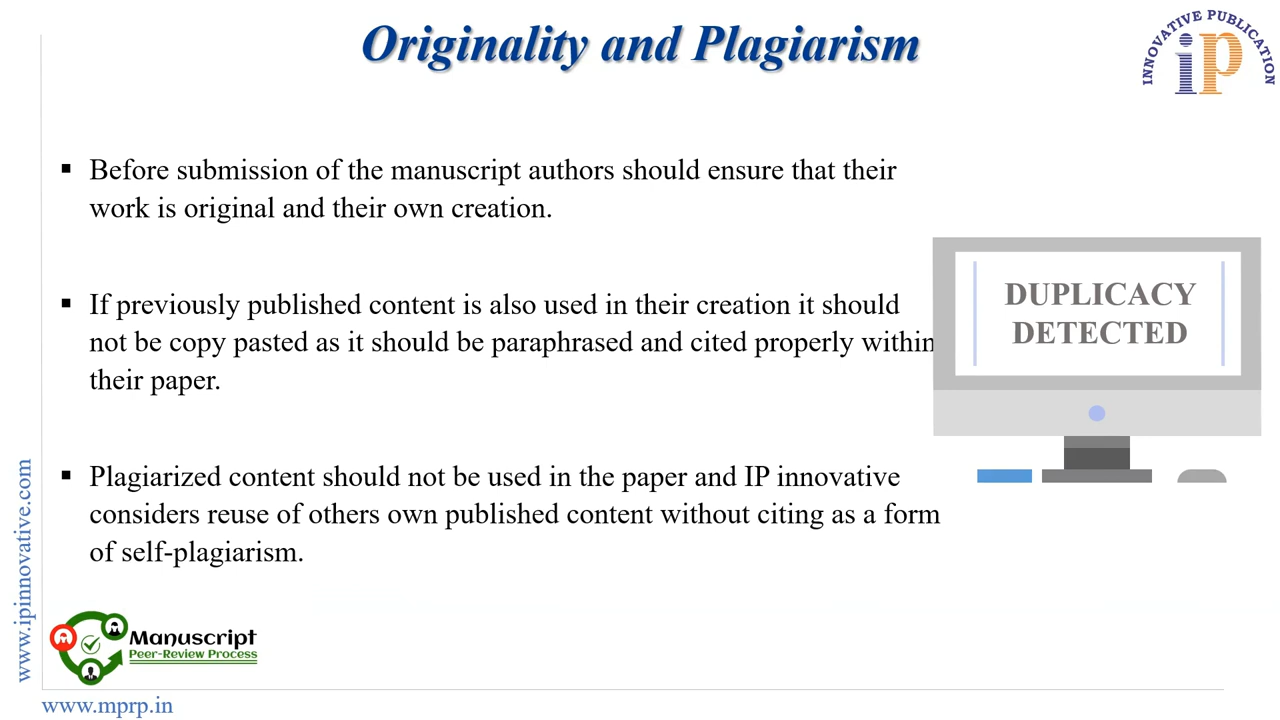 Originality and Plagiarism
INNOVATIVE PUBLICATION
ip
▪ Before submission of the manuscript authors should ensure that their
work is original and their own creation.
▪ If previously published content is also used in their creation it should
not be copy pasted as it should be paraphrased and cited properly within
their paper.
DUPLICACY
DETECTED
▪ Plagiarized content should not be used in the paper and IP innovative
considers reuse of others own published content without citing as a form
of self-plagiarism.
www.ipinnovative.com
Manuscript
Peer-Review Process
www.mprp.in